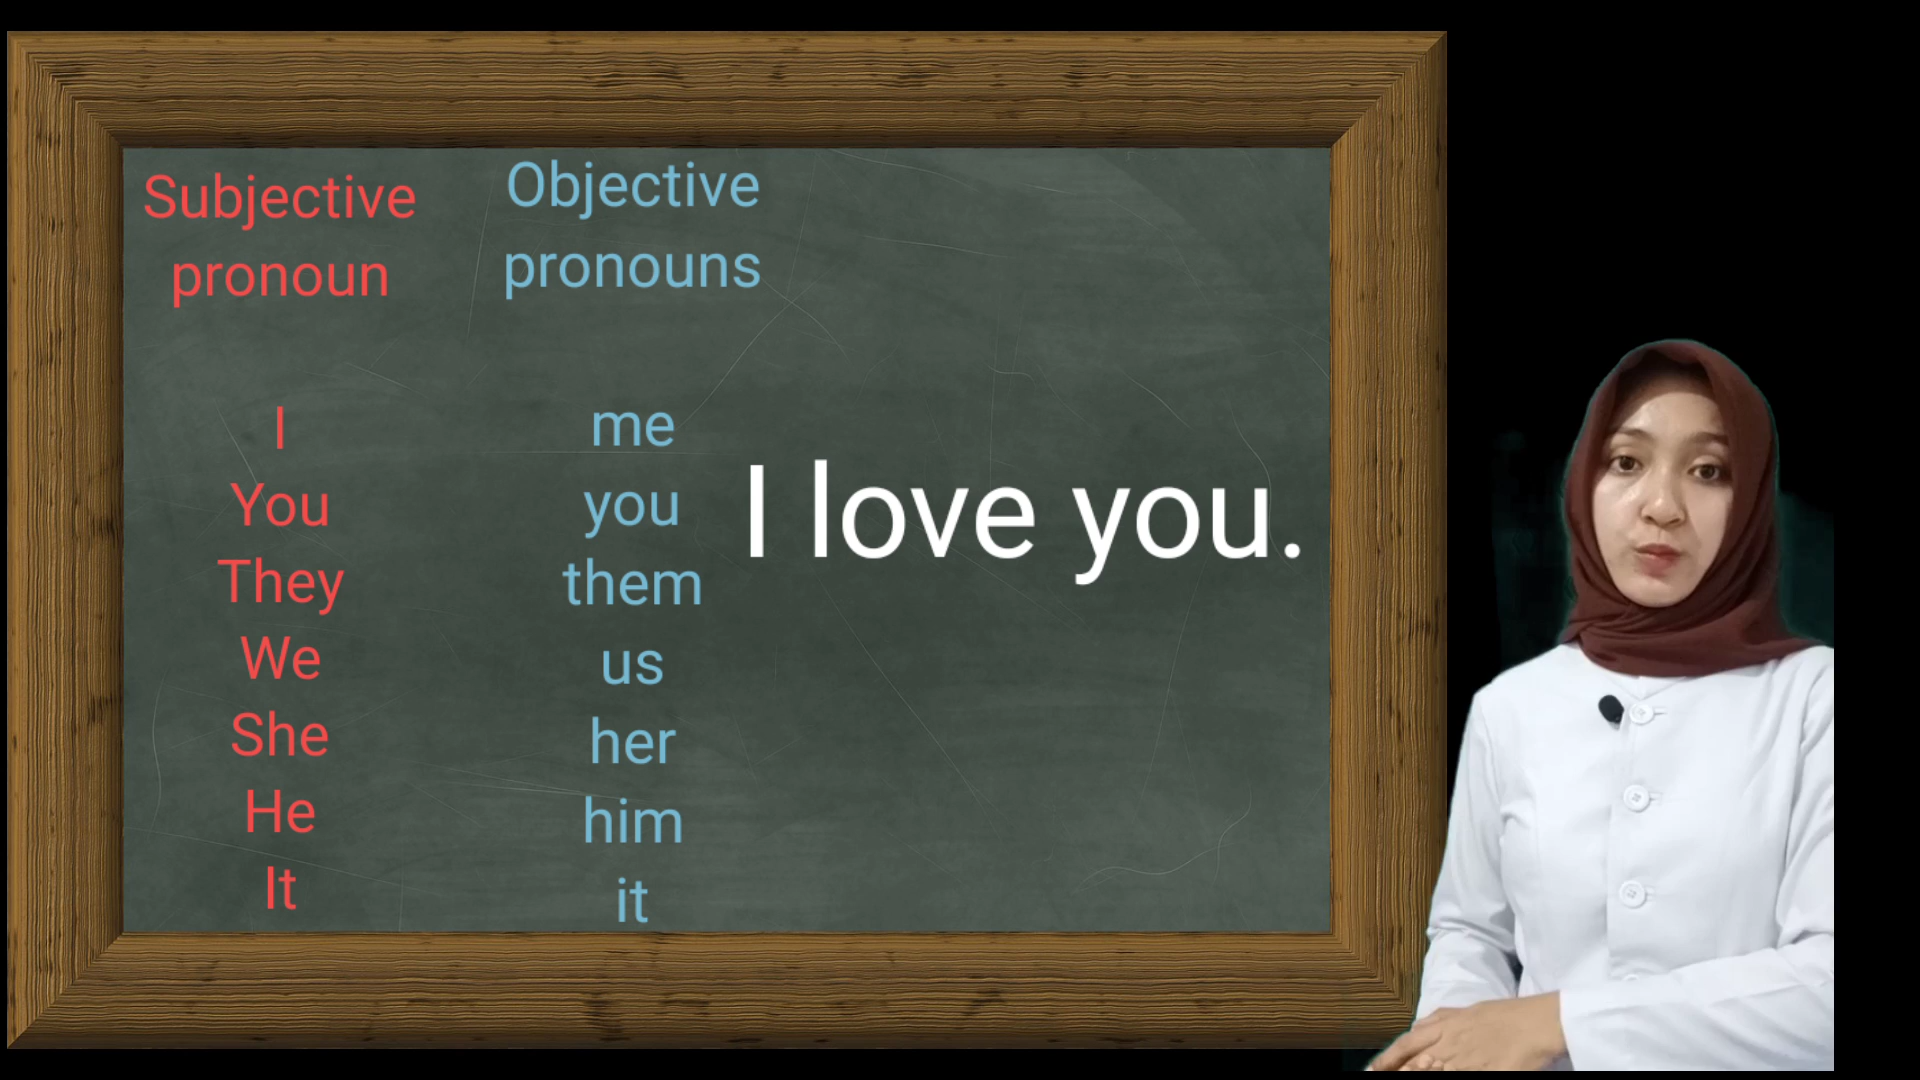 Subjective
pronoun
I
You
They
We
She
He
It
Objective
pronouns
me
you
them
us
her
him
it
I love you.